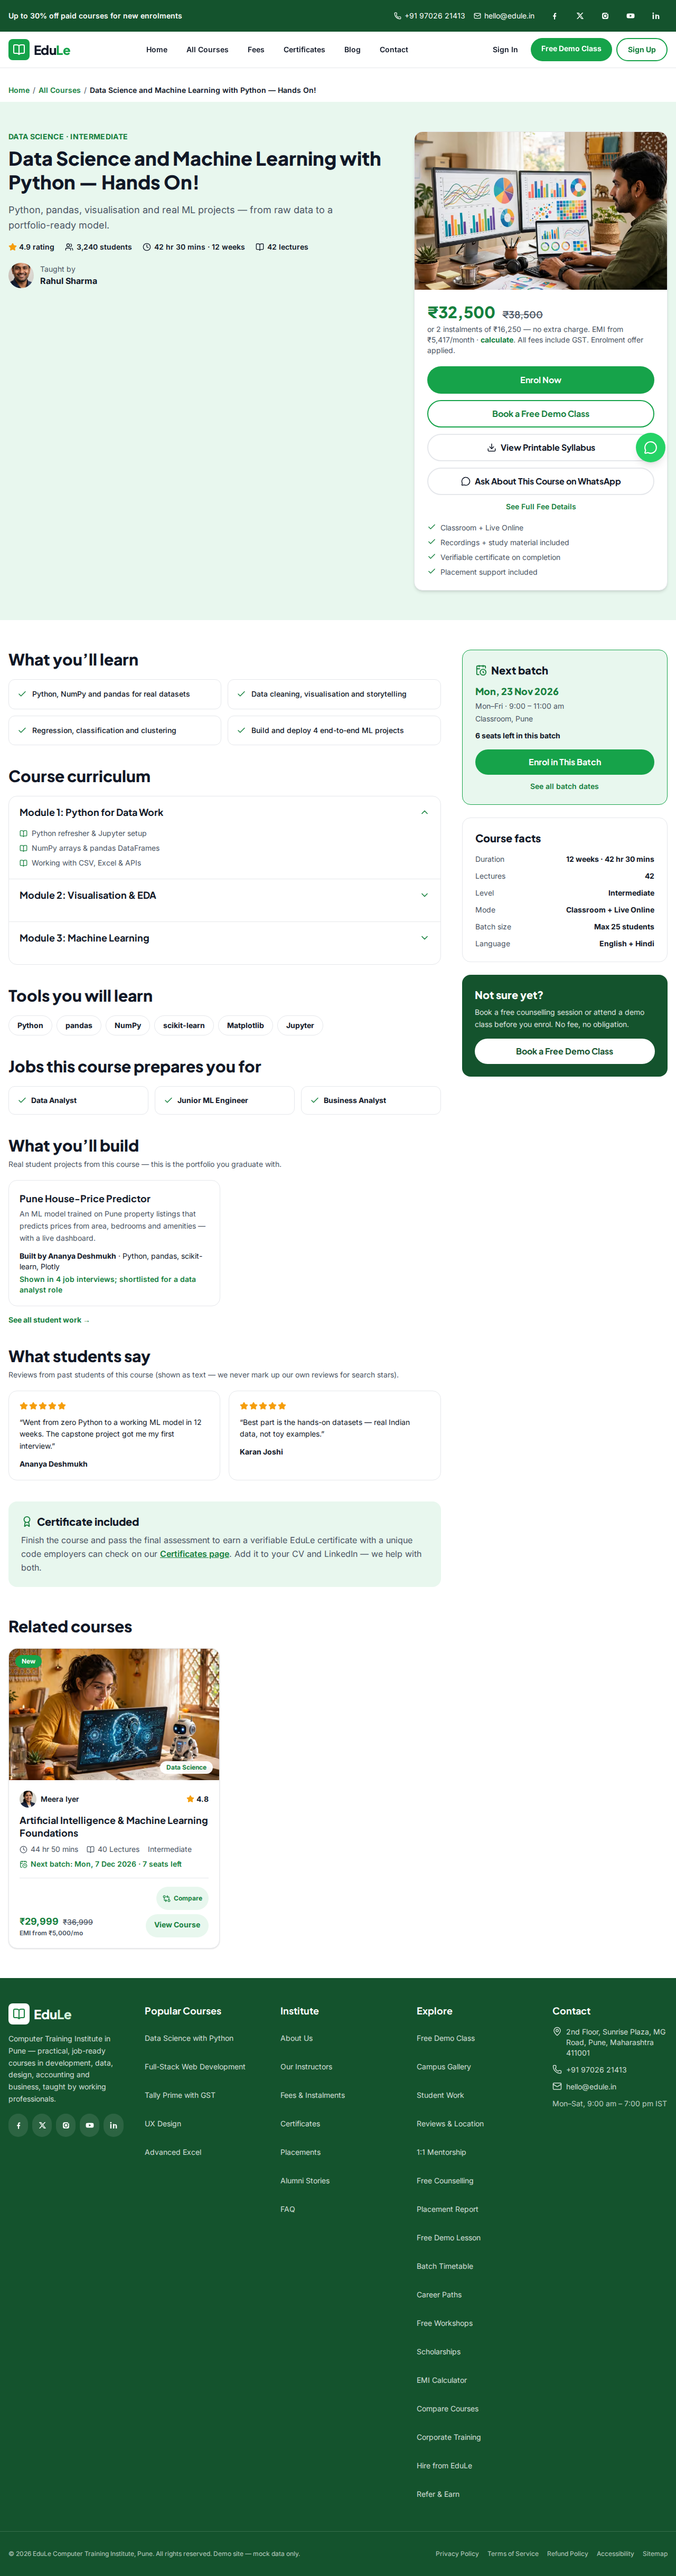 Up to 30% off paid courses for new enrolments
+91 97026 21413
hello@edule.in
EduLe
Home
All Courses
Fees
Certificates
Blog
Contact
Sign In
Free Demo Class
Sign Up
Home / All Courses / Data Science and Machine Learning with Python — Hands On!
DATA SCIENCE · INTERMEDIATE
Data Science and Machine Learning with
Python — Hands On!
Python, pandas, visualisation and real ML projects — from raw data to a
portfolio-ready model.
4.9 rating
3,240 students
42 hr 30 mins · 12 weeks
42 lectures
Taught by
Rahul Sharma
₹32,500 ₹38,500
or 2 instalments of ₹16,250 — no extra charge. EMI from
₹5,417/month · calculate. All fees include GST. Enrolment offer
applied.
Enrol Now
Book a Free Demo Class
View Printable Syllabus
Ask About This Course on WhatsApp
See Full Fee Details
Classroom + Live Online
Recordings + study material included
Verifiable certificate on completion
Placement support included
What you’ll learn
Python, NumPy and pandas for real datasets
Data cleaning, visualisation and storytelling
Regression, classification and clustering
Build and deploy 4 end-to-end ML projects
Course curriculum
Module 1: Python for Data Work
Python refresher & Jupyter setup
NumPy arrays & pandas DataFrames
Working with CSV, Excel & APIs
Module 2: Visualisation & EDA
Module 3: Machine Learning
Tools you will learn
Python
pandas
NumPy
scikit-learn
Matplotlib
Jupyter
Jobs this course prepares you for
Data Analyst
Junior ML Engineer
Business Analyst
What you’ll build
Real student projects from this course — this is the portfolio you graduate with.
Pune House-Price Predictor
An ML model trained on Pune property listings that
predicts prices from area, bedrooms and amenities —
with a live dashboard.
Built by Ananya Deshmukh · Python, pandas, scikit-
learn, Plotly
Shown in 4 job interviews; shortlisted for a data
analyst role
See all student work →
What students say
Reviews from past students of this course (shown as text — we never mark up our own reviews for search stars).
“Went from zero Python to a working ML model in 12
weeks. The capstone project got me my first
interview.”
Ananya Deshmukh
“Best part is the hands-on datasets — real Indian
data, not toy examples.”
Karan Joshi
Certificate included
Finish the course and pass the final assessment to earn a verifiable EduLe certificate with a unique
code employers can check on our Certificates page. Add it to your CV and LinkedIn — we help with
both.
Next batch
Mon, 23 Nov 2026
Mon–Fri · 9:00 – 11:00 am
Classroom, Pune
6 seats left in this batch
Enrol in This Batch
See all batch dates
Course facts
Duration 12 weeks · 42 hr 30 mins
Lectures 42
Level Intermediate
Mode Classroom + Live Online
Batch size Max 25 students
Language English + Hindi
Not sure yet?
Book a free counselling session or attend a demo
class before you enrol. No fee, no obligation.
Book a Free Demo Class
Related courses
New
Data Science
Meera Iyer
4.8
Artificial Intelligence & Machine Learning
Foundations
44 hr 50 mins
40 Lectures
Intermediate
Next batch: Mon, 7 Dec 2026 · 7 seats left
Compare
₹29,999 ₹36,999
EMI from ₹5,000/mo
View Course
EduLe
Computer Training Institute in
Pune — practical, job-ready
courses in development, data,
design, accounting and
business, taught by working
professionals.
Popular Courses
Data Science with Python
Full-Stack Web Development
Tally Prime with GST
UX Design
Advanced Excel
Institute
About Us
Our Instructors
Fees & Instalments
Certificates
Placements
Alumni Stories
FAQ
Explore
Free Demo Class
Campus Gallery
Student Work
Reviews & Location
1:1 Mentorship
Free Counselling
Placement Report
Free Demo Lesson
Batch Timetable
Career Paths
Free Workshops
Scholarships
EMI Calculator
Compare Courses
Corporate Training
Hire from EduLe
Refer & Earn
Contact
2nd Floor, Sunrise Plaza, MG
Road, Pune, Maharashtra
411001
+91 97026 21413
hello@edule.in
Mon–Sat, 9:00 am – 7:00 pm IST
© 2026 EduLe Computer Training Institute, Pune. All rights reserved. Demo site — mock data only.
Privacy Policy
Terms of Service
Refund Policy
Accessibility
Sitemap